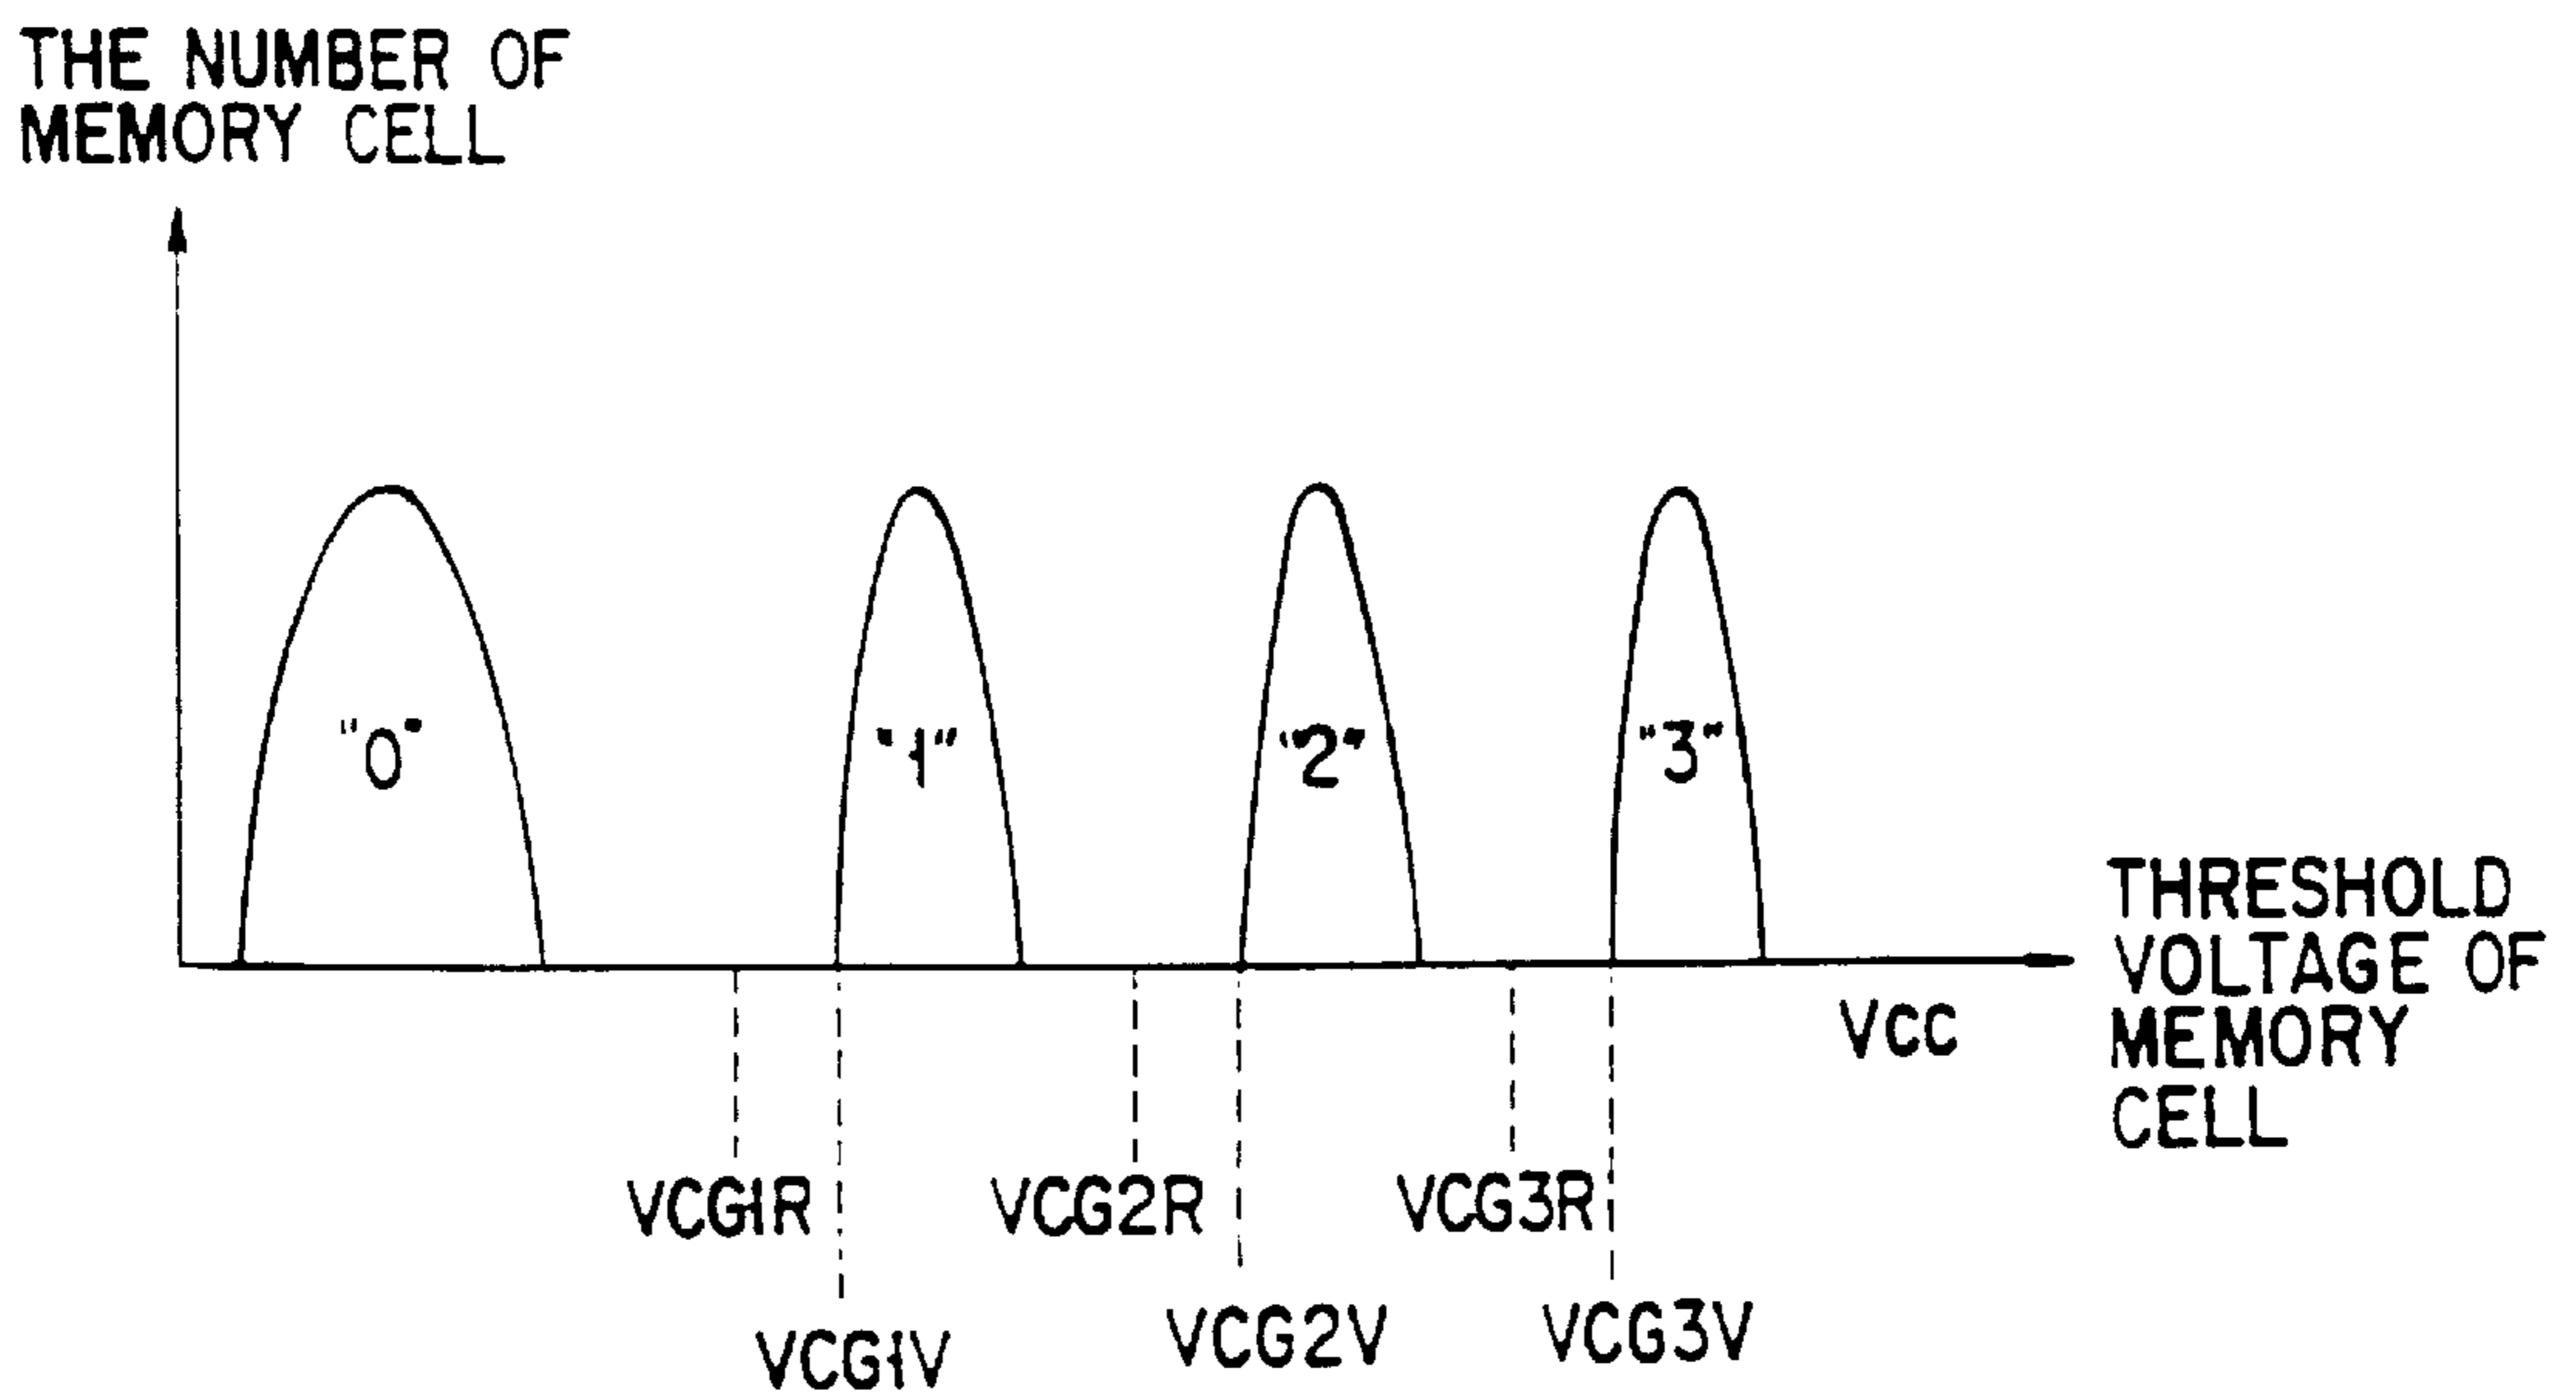 THE NUMBER OF
MEMORY CELL
"0"
"1"
"2"
"3"
THRESHOLD
VOLTAGE OF
MEMORY
CELL
VCC
VCG1R
VCG2R
VCG3R
VCG1V
VCG2V
VCG3V